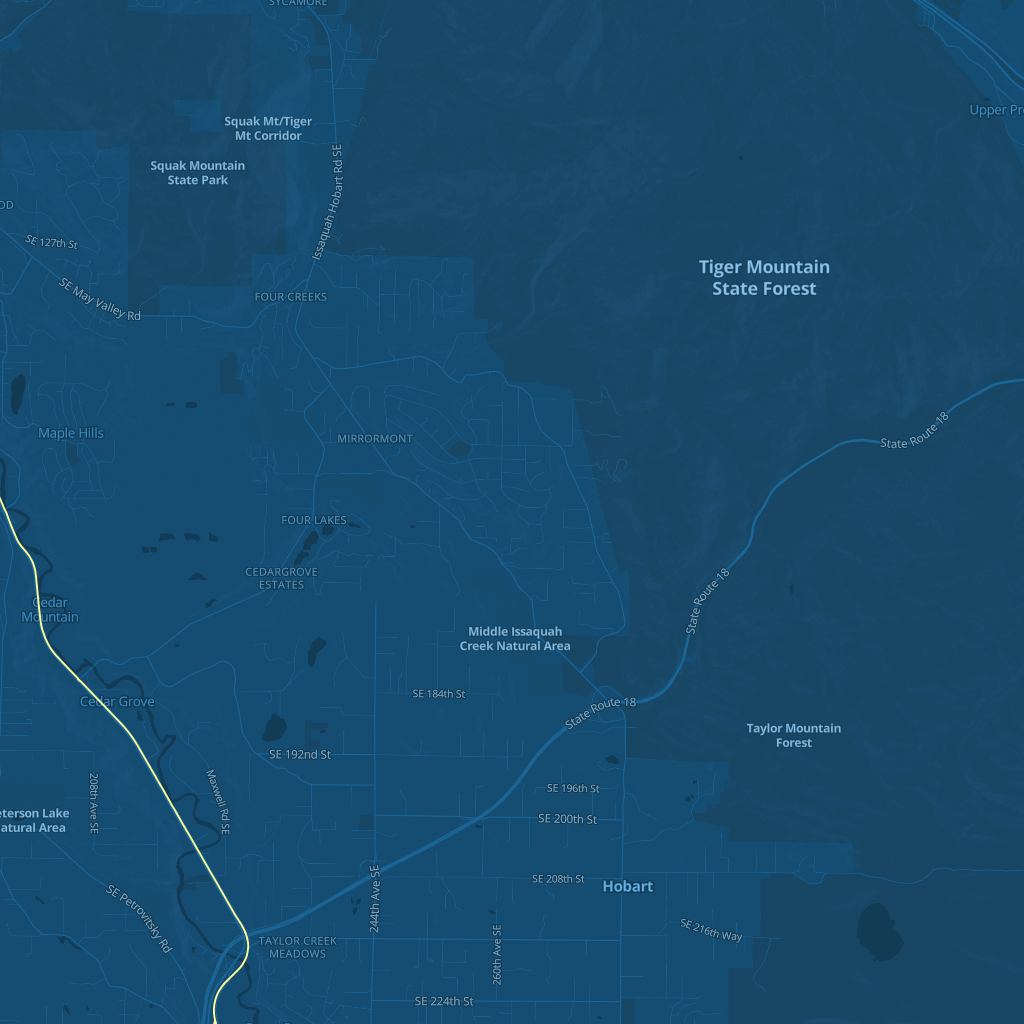 SYCAMORE
Upper Pr
Squak Mt/Tiger
Mt Corridor
Issaquah Hobart Rd SE
Squak Mountain
State Park
OD
SE 127th St
Tiger Mountain
State Forest
SE May Valley Rd
FOUR CREEKS
State Route 18
Maple Hills
MIRRORMONT
FOUR LAKES
CEDARGROVE
ESTATES
State Route 18
Cedar
Mountain
Middle Issaquah
Creek Natural Area
SE 184th St
Cedar Grove
State Route 18
Taylor Mountain
Forest
SE 192nd St
208th Ave SE
Maxwell Rd SE
SE 196th St
eterson Lake
atural Area
SE 200th St
SE 208th St
Hobart
244th Ave SE
SE Petrovitsky Rd
SE 216th Way
TAYLOR CREEK
MEADOWS
260th Ave SE
SE 224th St